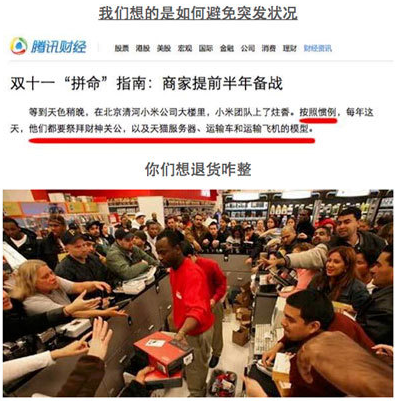 我们想的是如何避免突发状况
腾讯财经 股票 港股 美股 宏观 国际 金融 公司 消费 理财 财经资讯
双十一“拼命”指南：商家提前半年备战
等到天色稍晚，在北京清河小米公司大楼里，小米团队上了炷香。按照惯例，每年这
天，他们都要祭拜财神关公，以及天猫服务器、运输车和运输飞机的模型。
你们想退货咋整